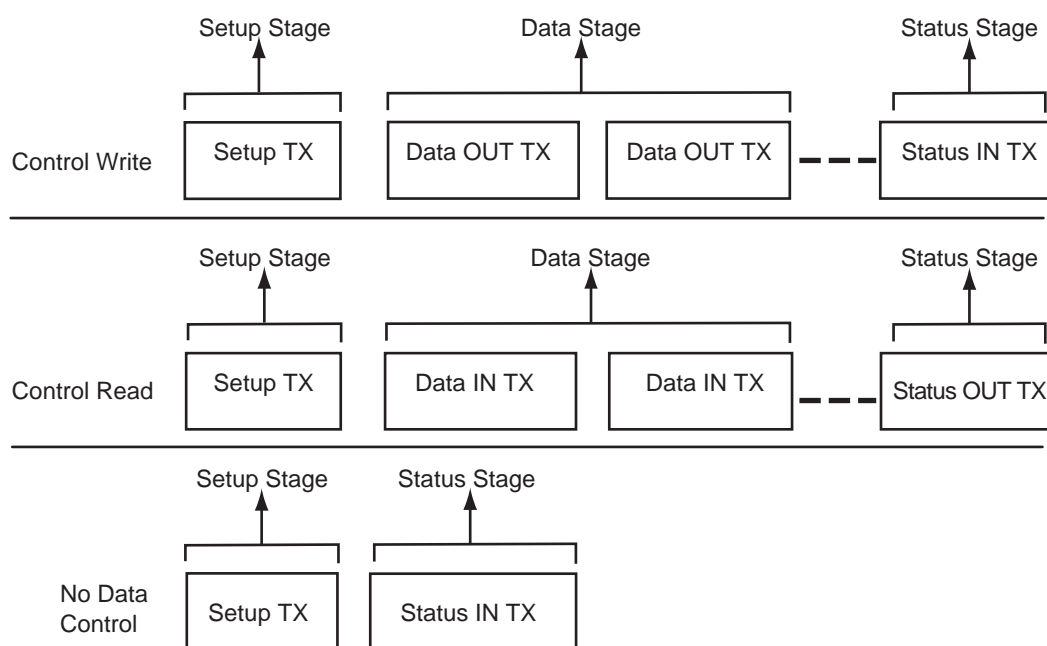 Setup Stage Data Stage Status Stage
Control Write Setup TX Data OUT TX Data OUT TX Status IN TX
Setup Stage Data Stage Status Stage
Control Read Setup TX Data IN TX Data IN TX Status OUT TX
Setup Stage Status Stage
No Data
Control
Setup TX Status IN TX